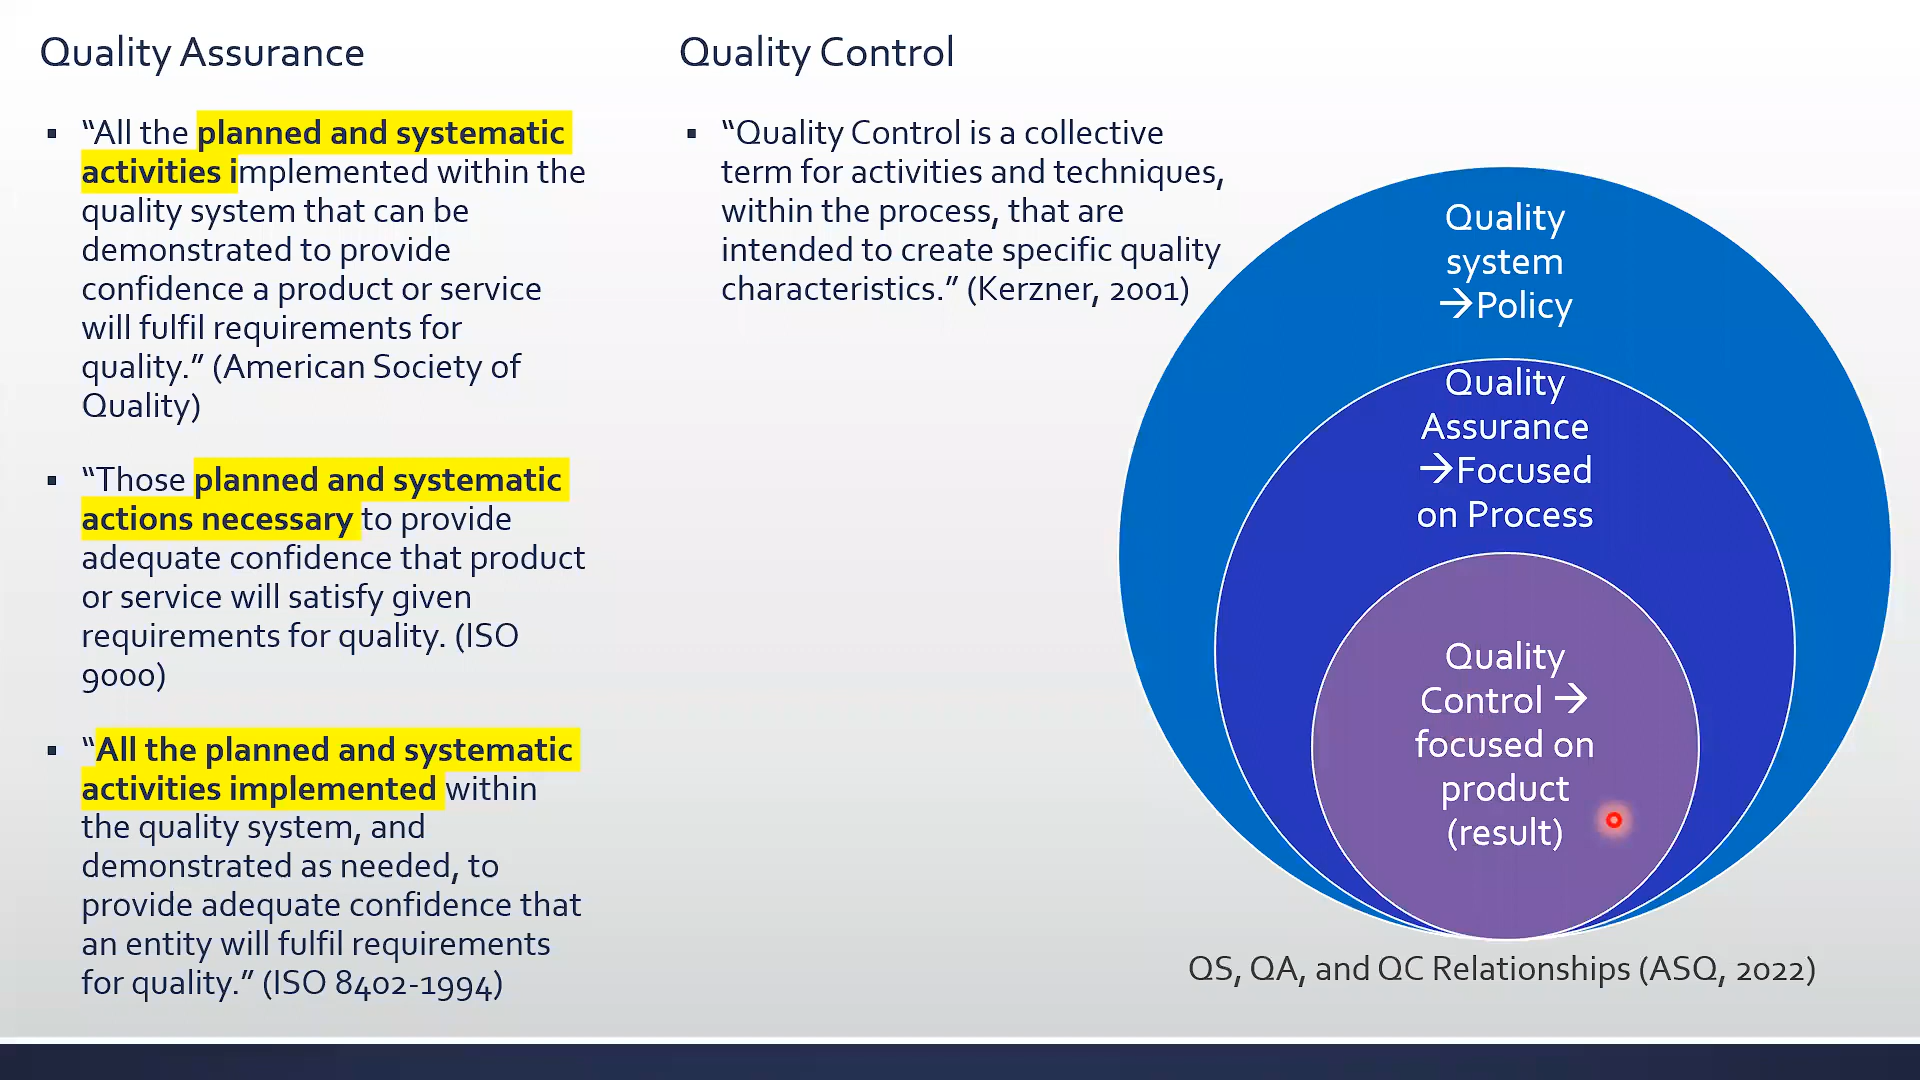 Quality Assurance
“All the planned and systematic
activities implemented within the
quality system that can be
demonstrated to provide
confidence a product or service
will fulfil requirements for
quality.” (American Society of
Quality)
“Those planned and systematic
actions necessary to provide
adequate confidence that product
or service will satisfy given
requirements for quality. (ISO
9000)
“All the planned and systematic
activities implemented within
the quality system, and
demonstrated as needed, to
provide adequate confidence that
an entity will fulfil requirements
for quality.” (ISO 8402-1994)
Quality Control
“Quality Control is a collective
term for activities and techniques,
within the process, that are
intended to create specific quality
characteristics.” (Kerzner, 2001)
Quality
system
→Policy
Quality
Assurance
→Focused
on Process
Quality
Control →
focused on
product
(result)
QS, QA, and QC Relationships (ASQ, 2022)